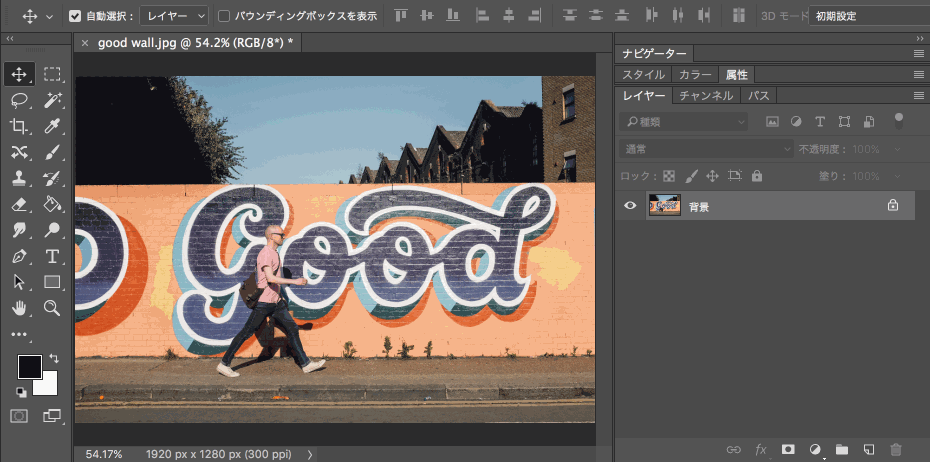 自動選択：
レイヤー
バウンディングボックスを表示
3D モード
初期設定
× good wall.jpg @ 54.2% (RGB/8*) *
Good
54.17%
1920 px x 1280 px (300 ppi)
ナビゲーター
スタイル
カラー
属性
レイヤー
チャンネル
パス
種類
通常
不透明度：
100%
ロック：
塗り：
100%
背景
fx